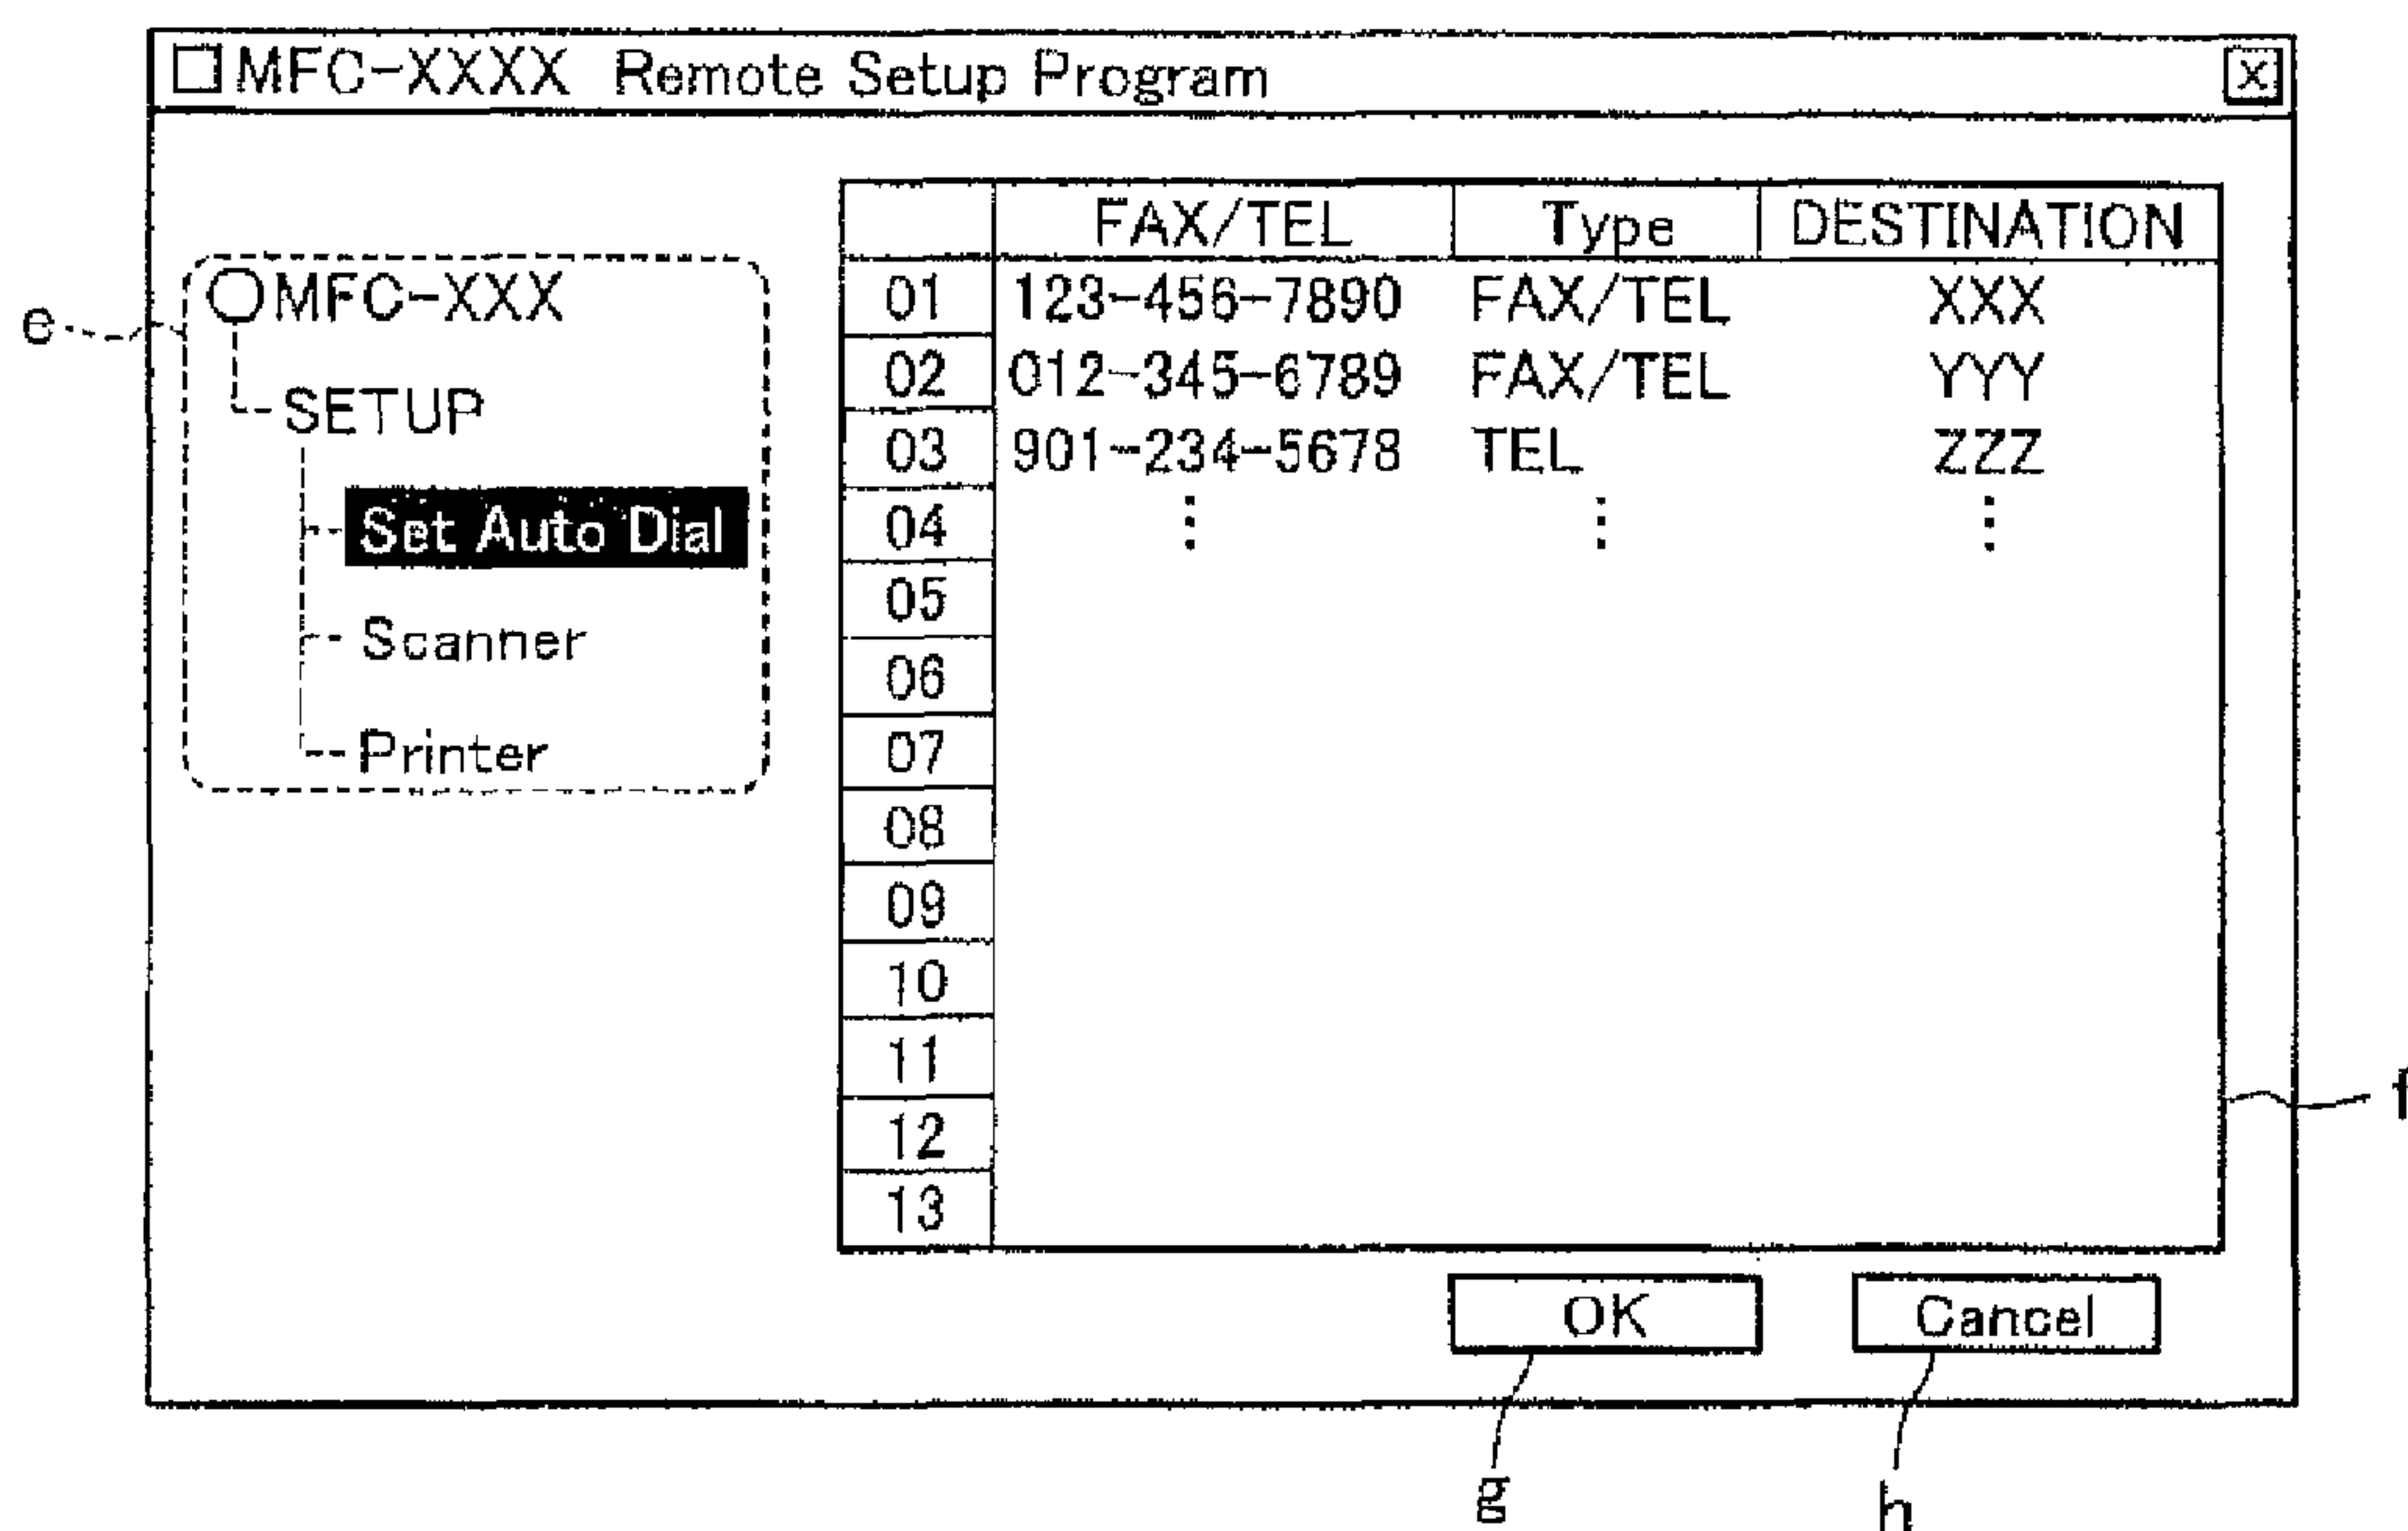 MFC-XXXX Remote Setup Program X
FAX/TEL Type DESTINATION
e
MFC-XXX
SETUP
Set Auto Dial
Scanner
Printer
01 123-456-7890 FAX/TEL XXX
02 012-345-6789 FAX/TEL YYY
03 901-234-5678 TEL ZZZ
04 ⋮ ⋮ ⋮
05
06
07
08
09
10
11
12
13
f
OK Cancel
g h